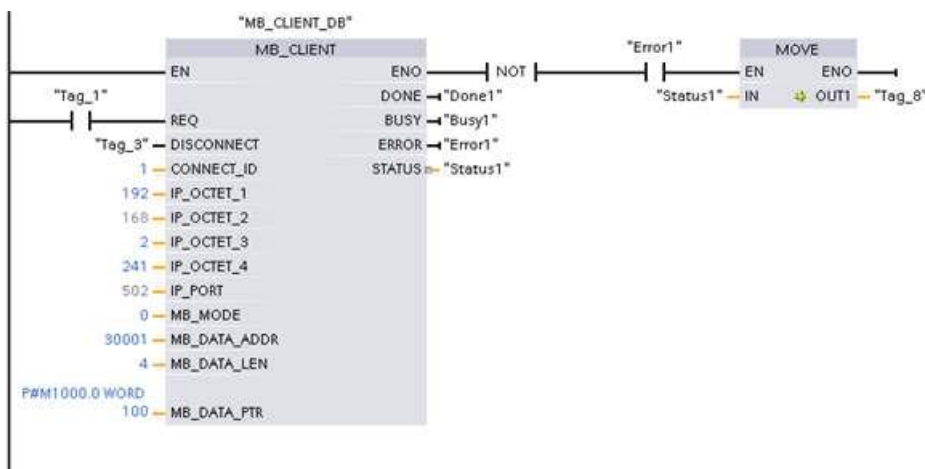 "MB_CLIENT_DB"
MB_CLIENT
EN ENO NOT "Error1" MOVE EN ENO
"Tag_1" DONE "Done1" "Status1" IN OUT1 "Tag_8"
REQ BUSY "Busy1"
"Tag_3" DISCONNECT ERROR "Error1"
1 CONNECT_ID STATUS "Status1"
192 IP_OCTET_1
168 IP_OCTET_2
2 IP_OCTET_3
241 IP_OCTET_4
502 IP_PORT
0 MB_MODE
30001 MB_DATA_ADDR
4 MB_DATA_LEN
P#M1000.0 WORD
100 MB_DATA_PTR